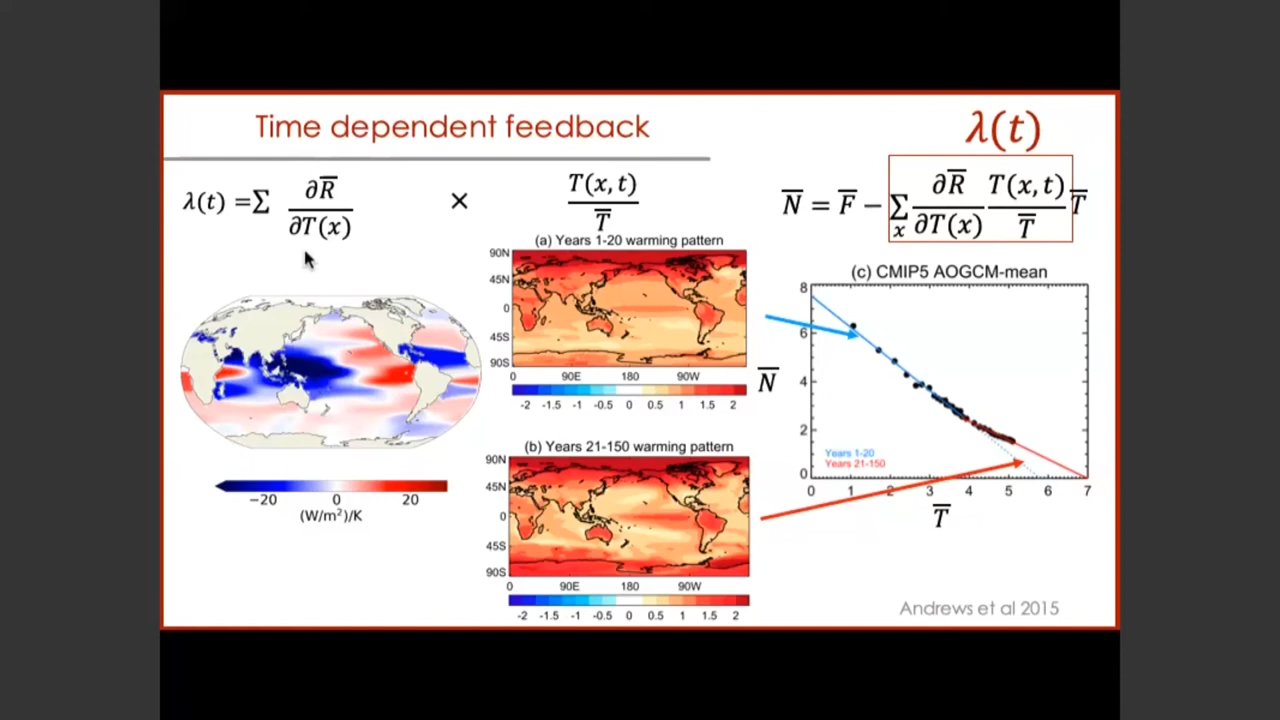 Time dependent feedback
λ(t)
λ(t) =∑ ∂R̅/∂T(x) × T(x,t)/T̅
N̅ = F̅ − ∑x ∂R̅/∂T(x) T(x,t)/T̅ T̅
(a) Years 1-20 warming pattern
90N
45N
0
45S
90S
0 90E 180 90W
-2 -1.5 -1 -0.5 0 0.5 1 1.5 2
−20 0 20
(W/m²)/K
(b) Years 21-150 warming pattern
90N
45N
0
45S
90S
0 90E 180 90W
-2 -1.5 -1 -0.5 0 0.5 1 1.5 2
(c) CMIP5 AOGCM-mean
8
6
4
2
0
N̅
Years 1-20
Years 21-150
0 1 2 3 4 5 6 7
T̅
Andrews et al 2015